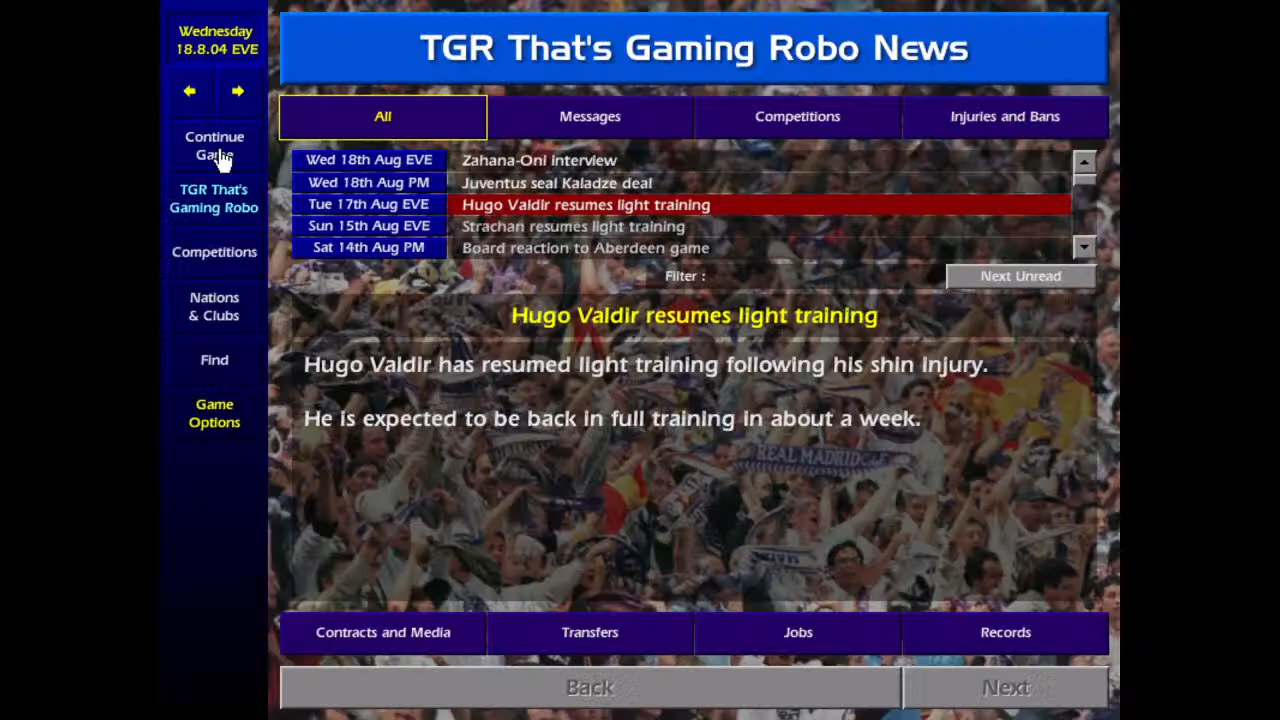 Wednesday
18.8.04 EVE
TGR That's Gaming Robo News
Continue
Game
TGR That's
Gaming Robo
Competitions
Nations
& Clubs
Find
Game
Options
All
Messages
Competitions
Injuries and Bans
Wed 18th Aug EVE Zahana-Oni interview
Wed 18th Aug PM Juventus seal Kaladze deal
Tue 17th Aug EVE Hugo Valdir resumes light training
Sun 15th Aug EVE Strachan resumes light training
Sat 14th Aug PM Board reaction to Aberdeen game
Filter :
Next Unread
Hugo Valdir resumes light training
Hugo Valdir has resumed light training following his shin injury.
He is expected to be back in full training in about a week.
REAL MADRID C.F.
Contracts and Media
Transfers
Jobs
Records
Back
Next